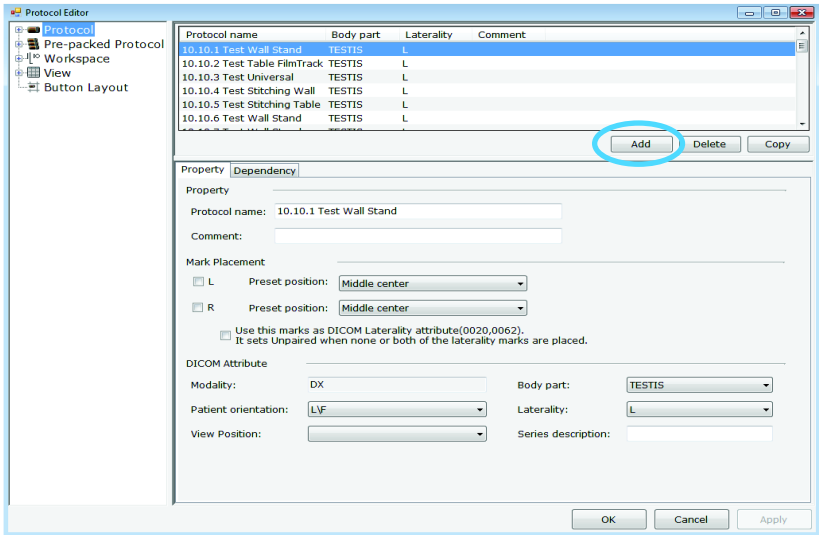 Protocol Editor
Protocol
Pre-packed Protocol
Workspace
View
Button Layout
Protocol name Body part Laterality Comment
10.10.1 Test Wall Stand TESTIS L
10.10.2 Test Table FilmTrack TESTIS L
10.10.3 Test Universal TESTIS L
10.10.4 Test Stitching Wall TESTIS L
10.10.5 Test Stitching Table TESTIS L
10.10.6 Test Wall Stand TESTIS L
Add Delete Copy
Property Dependency
Property
Protocol name: 10.10.1 Test Wall Stand
Comment:
Mark Placement
L Preset position: Middle center
R Preset position: Middle center
Use this marks as DICOM Laterality attribute(0020,0062).
It sets Unpaired when none or both of the laterality marks are placed.
DICOM Attribute
Modality: DX Body part: TESTIS
Patient orientation: L\F Laterality: L
View Position: Series description:
OK Cancel Apply